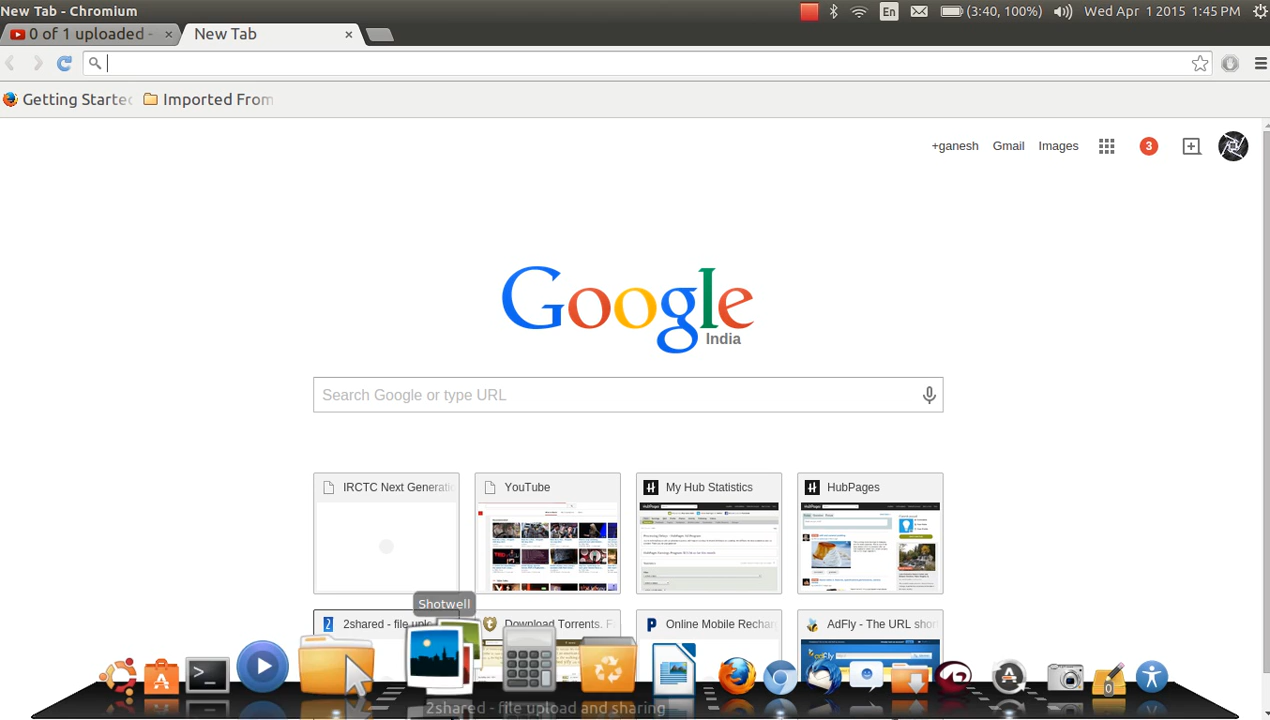 New Tab - Chromium
En
(3:40, 100%)
Wed Apr 1 2015 1:45 PM
0 of 1 uploaded -
New Tab
Getting Started
Imported From
+ganesh
Gmail
Images
3
Google
India
Search Google or type URL
IRCTC Next Generati
YouTube
My Hub Statistics
HubPages
Shotwell
2shared - file uplo
Download Torrents. F
Online Mobile Rechar
AdFly - The URL short
2shared - file upload and sharing